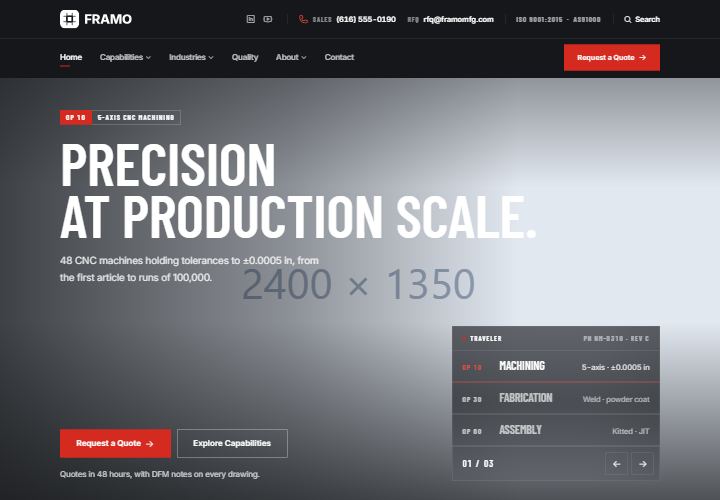 FRAMO
SALES (616) 555-0190
RFQ rfq@framomfg.com
ISO 9001:2015 · AS9100D
Search
Home
Capabilities
Industries
Quality
About
Contact
Request a Quote →
OP 10 5-AXIS CNC MACHINING
PRECISION
AT PRODUCTION SCALE.
48 CNC machines holding tolerances to ±0.0005 in, from
the first article to runs of 100,000.
2400 × 1350
TRAVELER
REV C
OP 10 MACHINING 5-axis · ±0.0005 in
OP 30 FABRICATION Weld · powder coat
OP 60 ASSEMBLY Kitted · JIT
01 / 03 ← →
Request a Quote →
Explore Capabilities
Quotes in 48 hours, with DFM notes on every drawing.